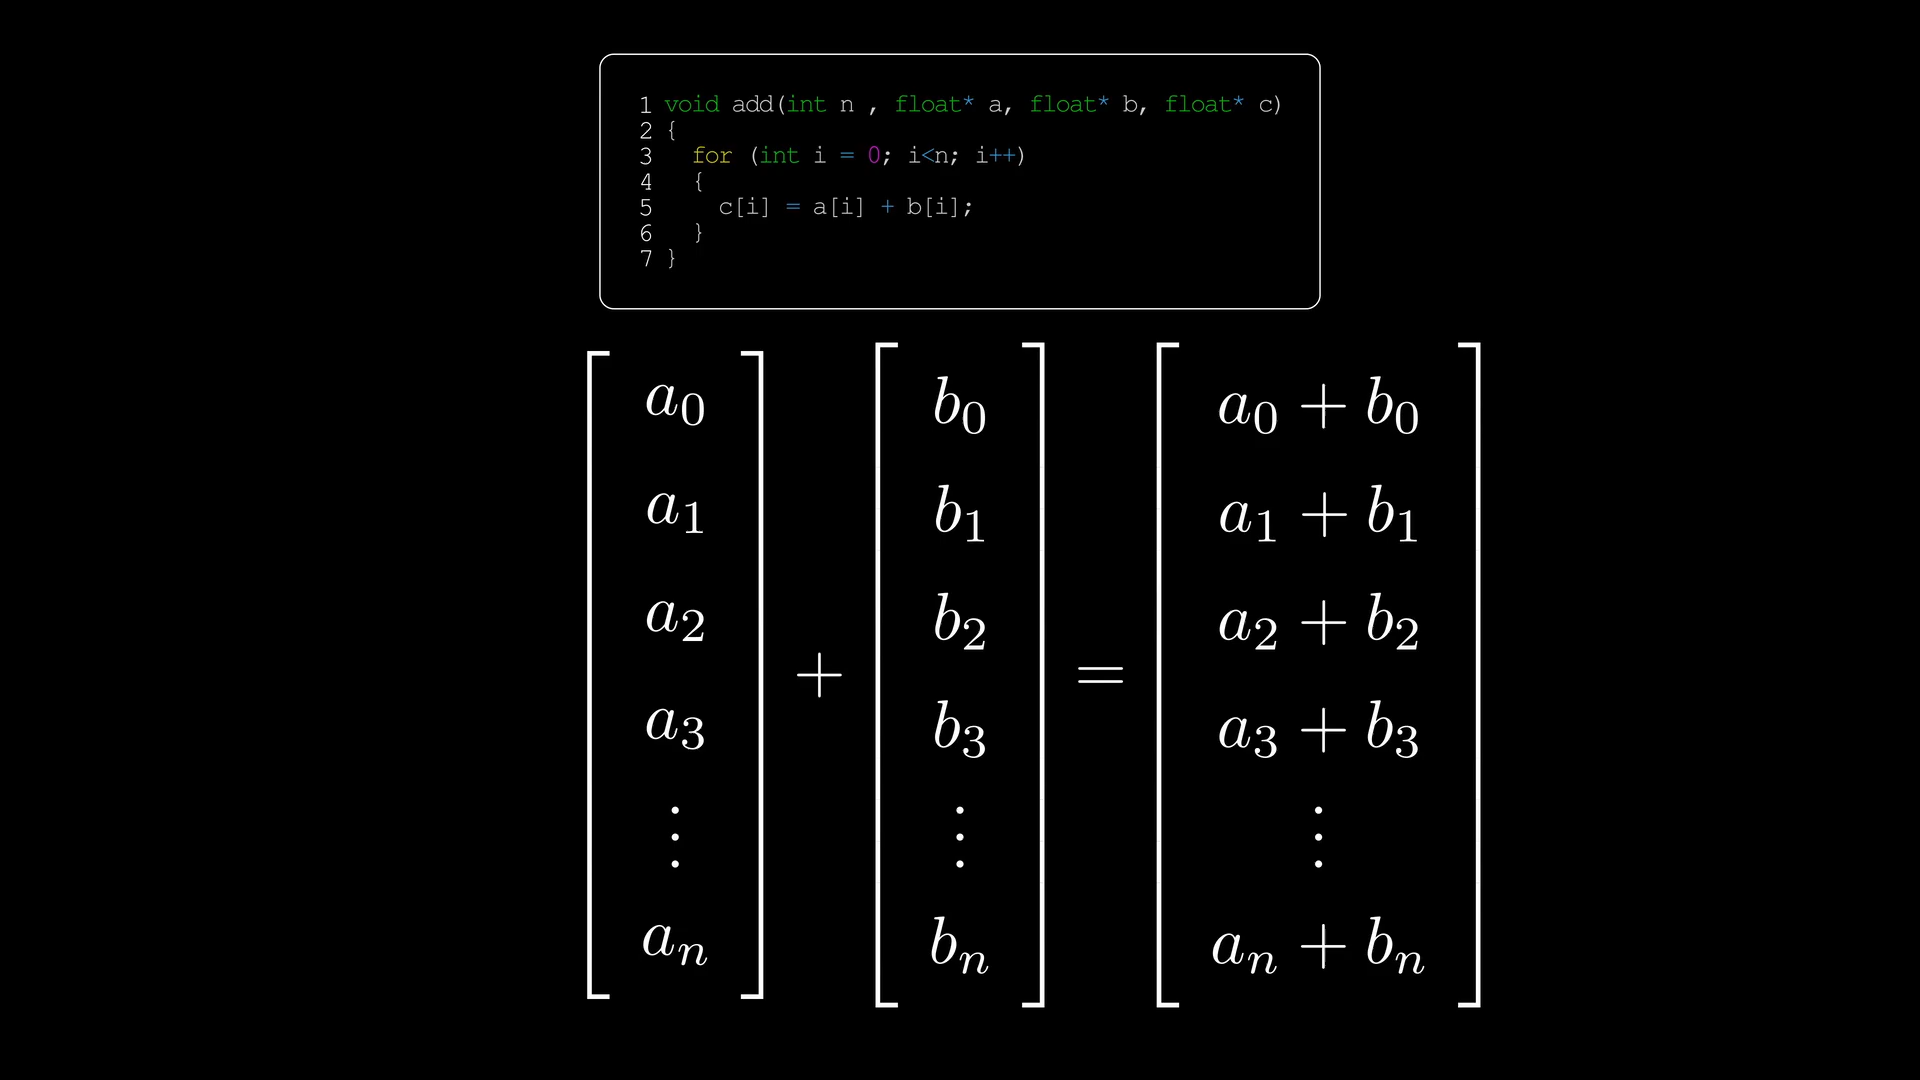 1 void add(int n , float* a, float* b, float* c)
2 {
3   for (int i = 0; i<n; i++)
4   {
5     c[i] = a[i] + b[i];
6   }
7 }
a₀ b₀ a₀ + b₀
a₁ b₁ a₁ + b₁
a₂ b₂ a₂ + b₂
+ =
a₃ b₃ a₃ + b₃
⋮ ⋮ ⋮
aₙ bₙ aₙ + bₙ